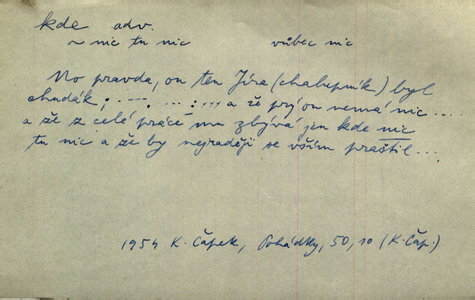 kde adv.
~ nic tu nic vůbec nic
No pravda, on ten Jíra (chalupník) byl
chudák; .---. ...:,... a že prý on nemá nic ....
a že z celé práce mu zbývá jen kde nic
tu nic a že by nejraději se vším praštil...
1954 K. Čapek, Pohádky, 50, 10 (K. Čap.)